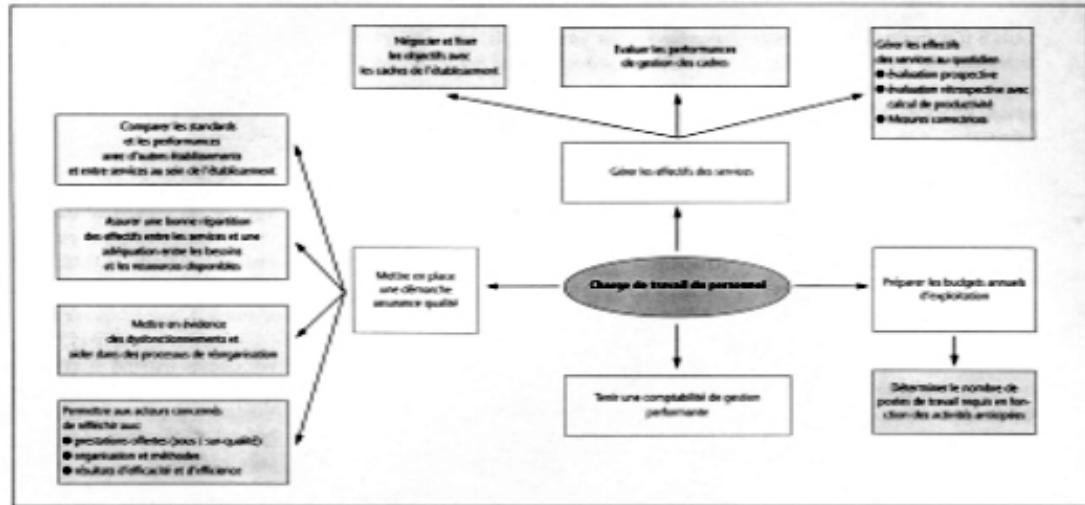 Négocier et fixer
les objectifs avec
les cadres de l'établissement
Evaluer les performances
de gestion des cadres
Gérer les effectifs
des services au quotidien
● évaluation prospective
● évaluation rétrospective avec
calcul de productivité
● Mesures correctrices
Comparer les standards
et les performances
avec d'autres établissements
et entre services au sein de l'établissement
Gérer les effectifs des services
Assurer une bonne répartition
des effectifs entre les services et une
adéquation entre les besoins
et les ressources disponibles
Mettre en place
une démarche
assurance qualité
Charge de travail du personnel
Préparer les budgets annuels
d'exploitation
Mettre en évidence
des dysfonctionnements et
aider dans des processus de réorganisation
Tenir une comptabilité de gestion
performante
Déterminer le nombre de
postes de travail requis en fonc-
tion des activités anticipées
Permettre aux acteurs concernés
de réfléchir aux:
● prestations offertes (sous / sur-qualité)
● organisation et méthodes
● résultats d'efficacité et d'efficience